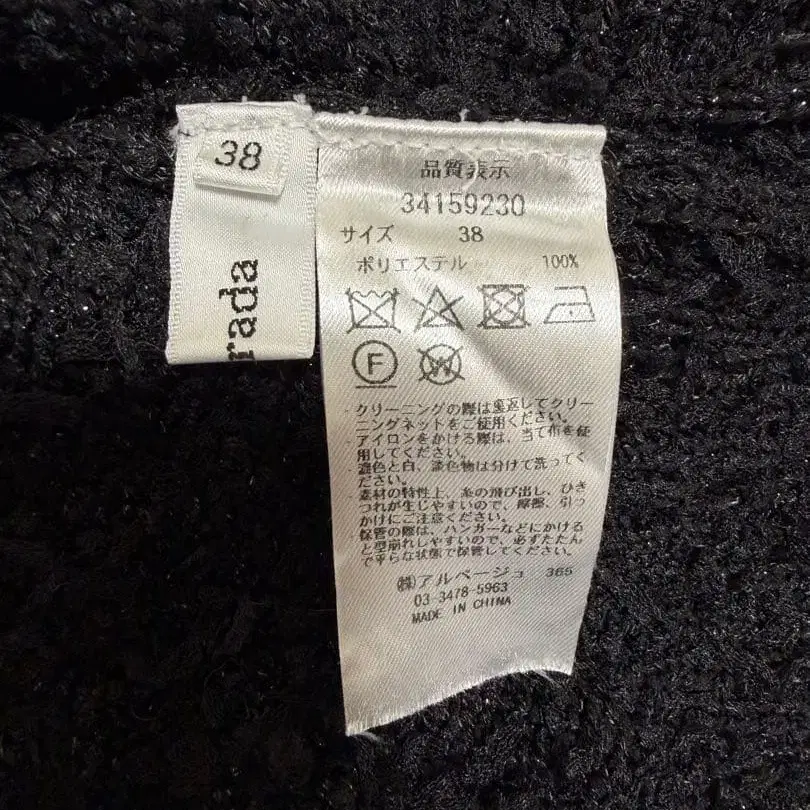 38
rada
品質表示
34159230
サイズ 38
ポリエステル 100%
F
W
・クリーニングの際は裏返してクリー
ニングネットをご使用ください。
・アイロンをかける際は、当て布を使
用してください。
・濃色と白、淡色物は分けて洗ってく
ださい。
・素材の特性上、糸の飛び出し、ひき
つれが生じやすいので、摩擦、引っ
かけにご注意ください。
保管の際は、ハンガーなどにかける
と型崩れしやすいので、必ずたたん
で平らな状態で保管してください。
㈱アルページュ 365
03-3478-5963
MADE IN CHINA